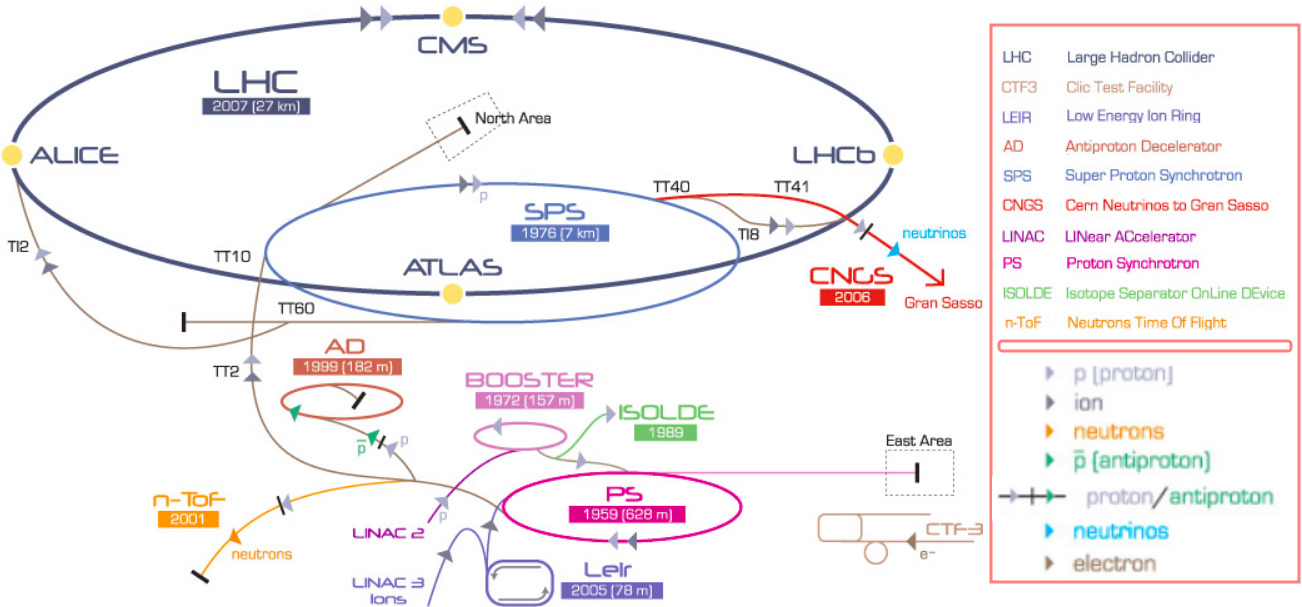 CMS
LHC
2007 (27 km)
North Area
ALICE
LHCb
TT40
TT41
p
SPS
1976 (7 km)
TI8
neutrinos
TI2
TT10
ATLAS
CNGS
2006
Gran Sasso
TT60
AD
1999 (182 m)
TT2
BOOSTER
1972 (157 m)
ISOLDE
1989
p̅
p
East Area
n-ToF
2001
p
PS
1959 (628 m)
LINAC 2
neutrons
CTF-3
e-
LINAC 3
Ions
LeIr
2005 (78 m)
LHC Large Hadron Collider
CTF3 Clic Test Facility
LEIR Low Energy Ion Ring
AD Antiproton Decelerator
SPS Super Proton Synchrotron
CNGS Cern Neutrinos to Gran Sasso
LINAC LINear ACcelerator
PS Proton Synchrotron
ISOLDE Isotope Separator OnLine DEvice
n-ToF Neutrons Time Of Flight
p (proton)
ion
neutrons
p̅ (antiproton)
proton/antiproton
neutrinos
electron